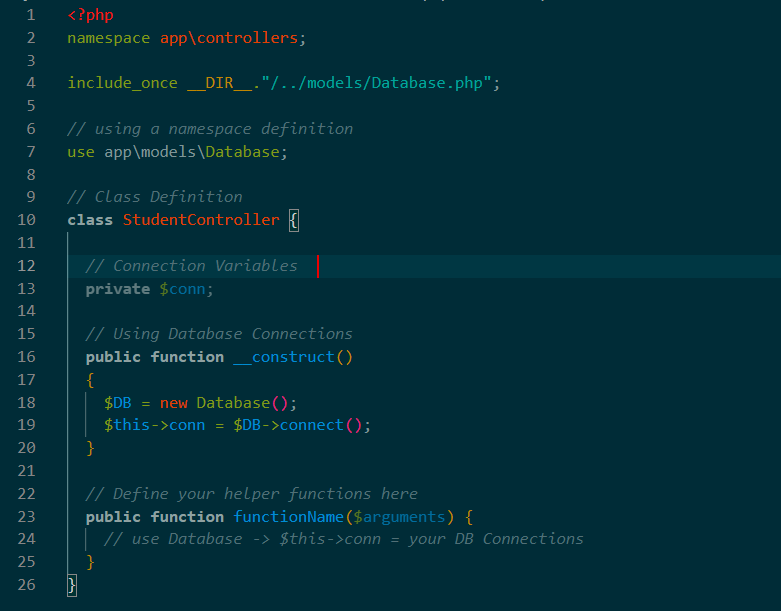 1 <?php
2 namespace app\controllers;
3
4 include_once __DIR__."/../models/Database.php";
5
6 // using a namespace definition
7 use app\models\Database;
8
9 // Class Definition
10 class StudentController {
11
12 // Connection Variables
13 private $conn;
14
15 // Using Database Connections
16 public function __construct()
17 {
18 $DB = new Database();
19 $this->conn = $DB->connect();
20 }
21
22 // Define your helper functions here
23 public function functionName($arguments) {
24 // use Database -> $this->conn = your DB Connections
25 }
26 }